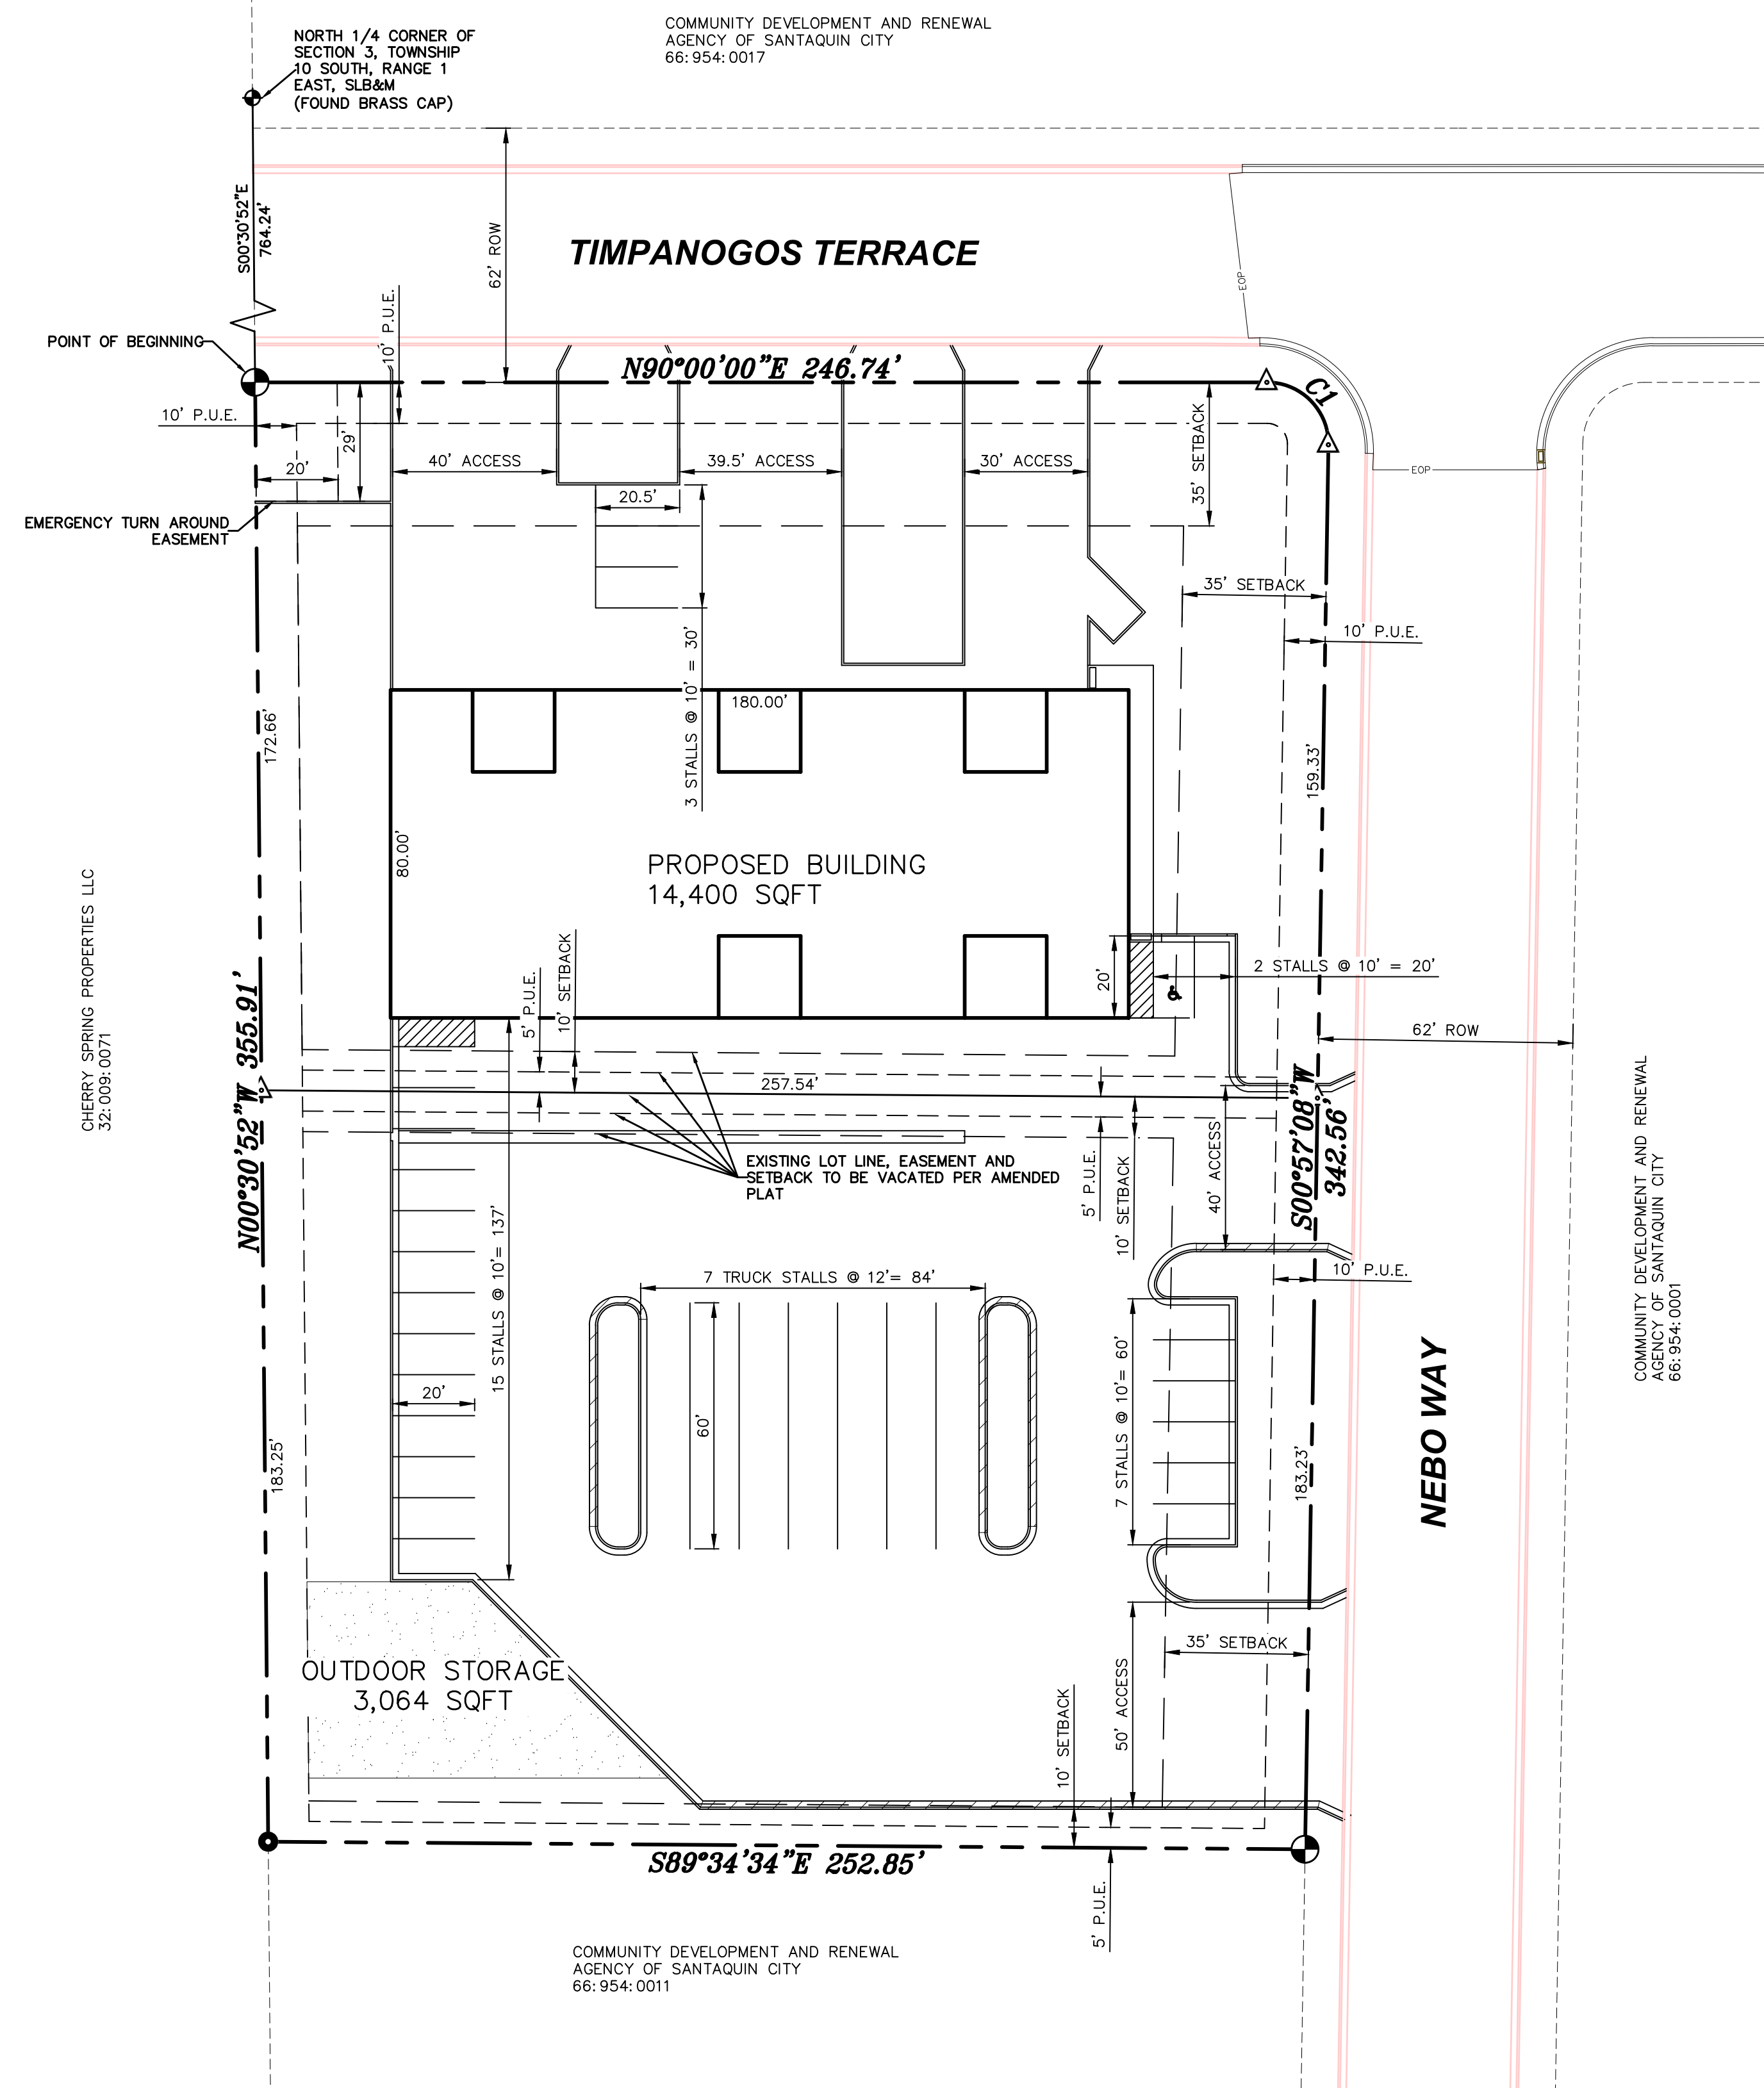 COMMUNITY DEVELOPMENT AND RENEWAL
AGENCY OF SANTAQUIN CITY
66:954:0017
NORTH 1/4 CORNER OF
SECTION 3, TOWNSHIP
10 SOUTH, RANGE 1
EAST, SLB&M
(FOUND BRASS CAP)
S00°30'52"E
764.24'
62' ROW
TIMPANOGOS TERRACE
EOP
POINT OF BEGINNING
10' P.U.E.
N90°00'00"E 246.74'
C1
10' P.U.E.
29'
20'
40' ACCESS
39.5' ACCESS
30' ACCESS
35' SETBACK
EOP
20.5'
EMERGENCY TURN AROUND
EASEMENT
35' SETBACK
10' P.U.E.
3 STALLS @ 10' = 30'
180.00'
172.66'
159.33'
80.00'
PROPOSED BUILDING
14,400 SQFT
CHERRY SPRING PROPERTIES LLC
32:009:0071
5' P.U.E.
10' SETBACK
20'
2 STALLS @ 10' = 20'
62' ROW
N00°30'52"W 355.91'
257.54'
S00°57'08"W
342.56'
EXISTING LOT LINE, EASEMENT AND
SETBACK TO BE VACATED PER AMENDED
PLAT
5' P.U.E.
10' SETBACK
40' ACCESS
COMMUNITY DEVELOPMENT AND RENEWAL
AGENCY OF SANTAQUIN CITY
66:954:0001
10' P.U.E.
15 STALLS @ 10'= 137'
7 TRUCK STALLS @ 12'= 84'
20'
60'
7 STALLS @ 10'= 60'
NEBO WAY
183.25'
183.23'
OUTDOOR STORAGE
3,064 SQFT
35' SETBACK
50' ACCESS
10' SETBACK
S89°34'34"E 252.85'
5' P.U.E.
COMMUNITY DEVELOPMENT AND RENEWAL
AGENCY OF SANTAQUIN CITY
66:954:0011